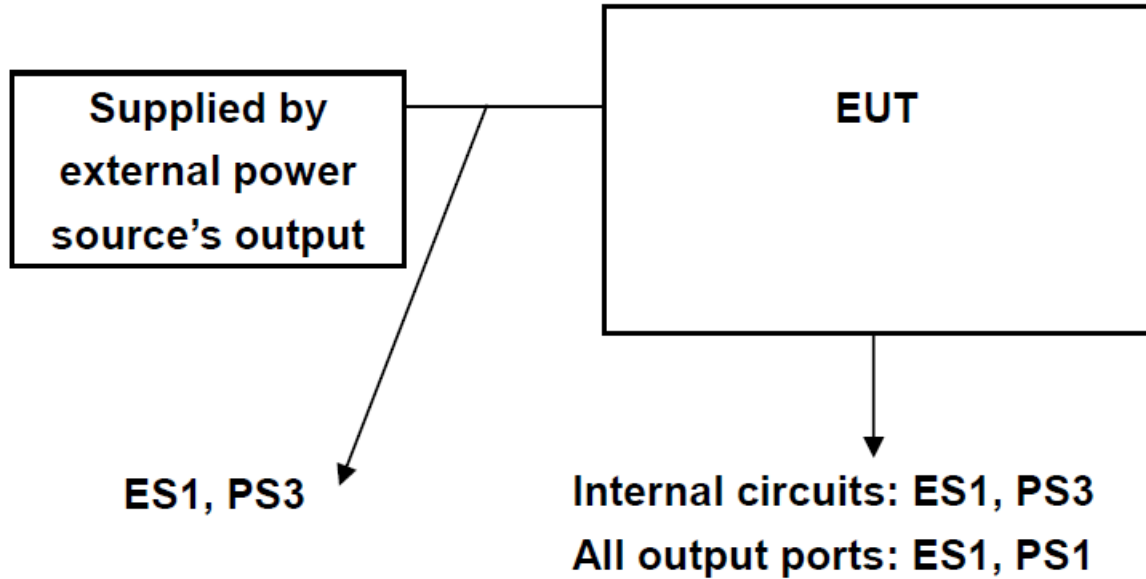 Supplied by
external power
source's output
EUT
ES1, PS3
Internal circuits: ES1, PS3
All output ports: ES1, PS1